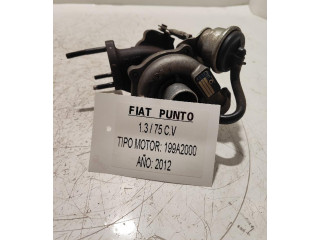 FIAT PUNTO
1.3 / 75 C.V
TIPO MOTOR: 199A2000
AÑO: 2012